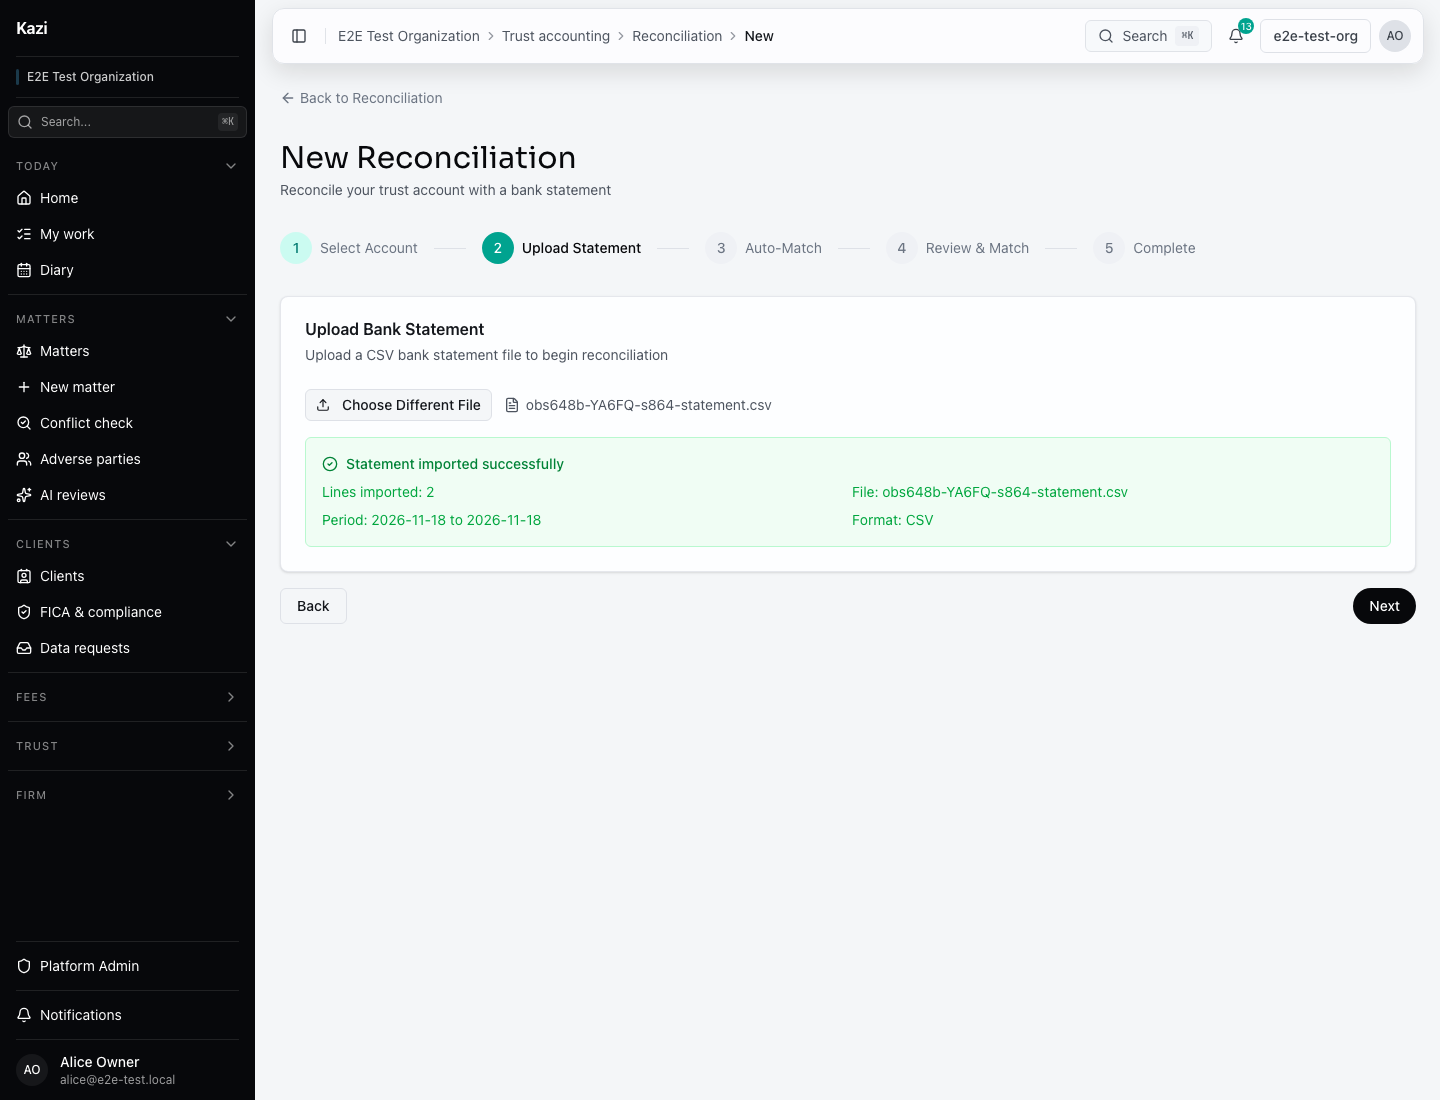 Kazi
E2E Test Organization
Search... ⌘K
TODAY
Home
My work
Diary
MATTERS
Matters
New matter
Conflict check
Adverse parties
AI reviews
CLIENTS
Clients
FICA & compliance
Data requests
FEES
TRUST
FIRM
Platform Admin
Notifications
AO
Alice Owner
alice@e2e-test.local
E2E Test Organization > Trust accounting > Reconciliation > New
Search ⌘K
13
e2e-test-org
AO
Back to Reconciliation
New Reconciliation
Reconcile your trust account with a bank statement
1 Select Account
2 Upload Statement
3 Auto-Match
4 Review & Match
5 Complete
Upload Bank Statement
Upload a CSV bank statement file to begin reconciliation
Choose Different File
obs648b-YA6FQ-s864-statement.csv
Statement imported successfully
Lines imported: 2
File: obs648b-YA6FQ-s864-statement.csv
Period: 2026-11-18 to 2026-11-18
Format: CSV
Back
Next